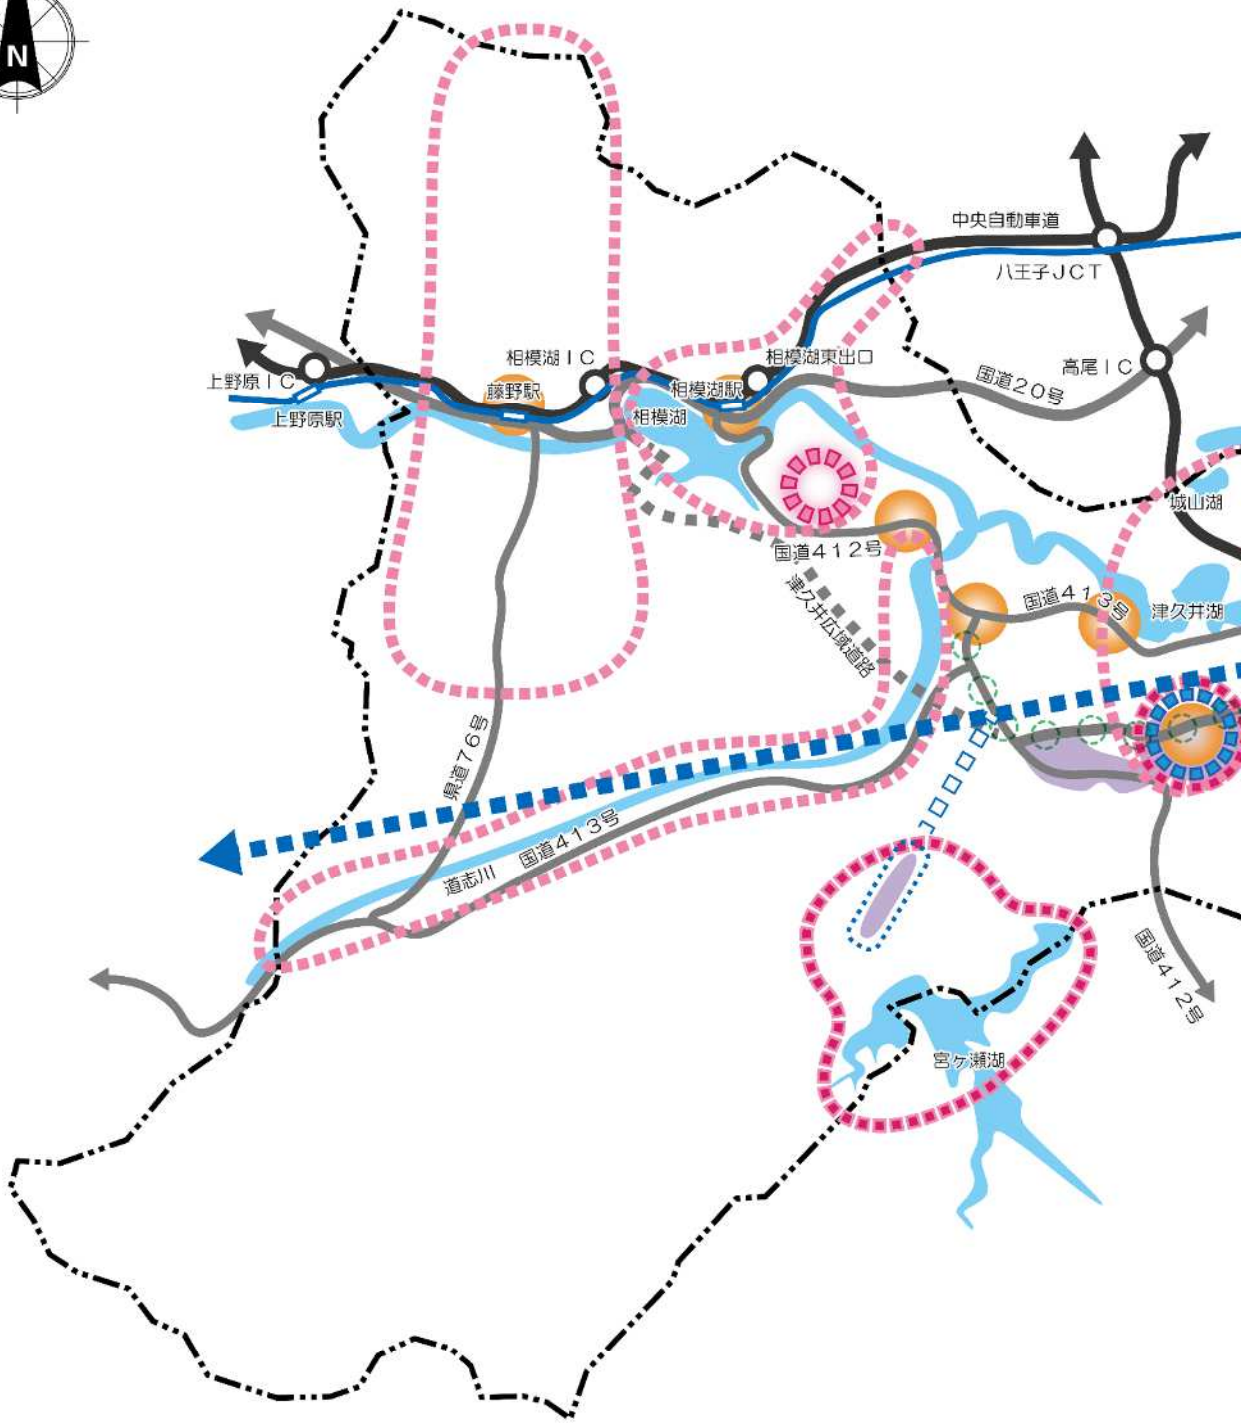 N
中央自動車道
八王子JCT
相模湖IC
相模湖東出口
高尾IC
上野原IC
藤野駅
相模湖駅
国道20号
上野原駅
相模湖
城山湖
国道412号
津久井広域道路
国道413号
津久井湖
県道76号
国道413号
道志川
国道412号
宮ヶ瀬湖